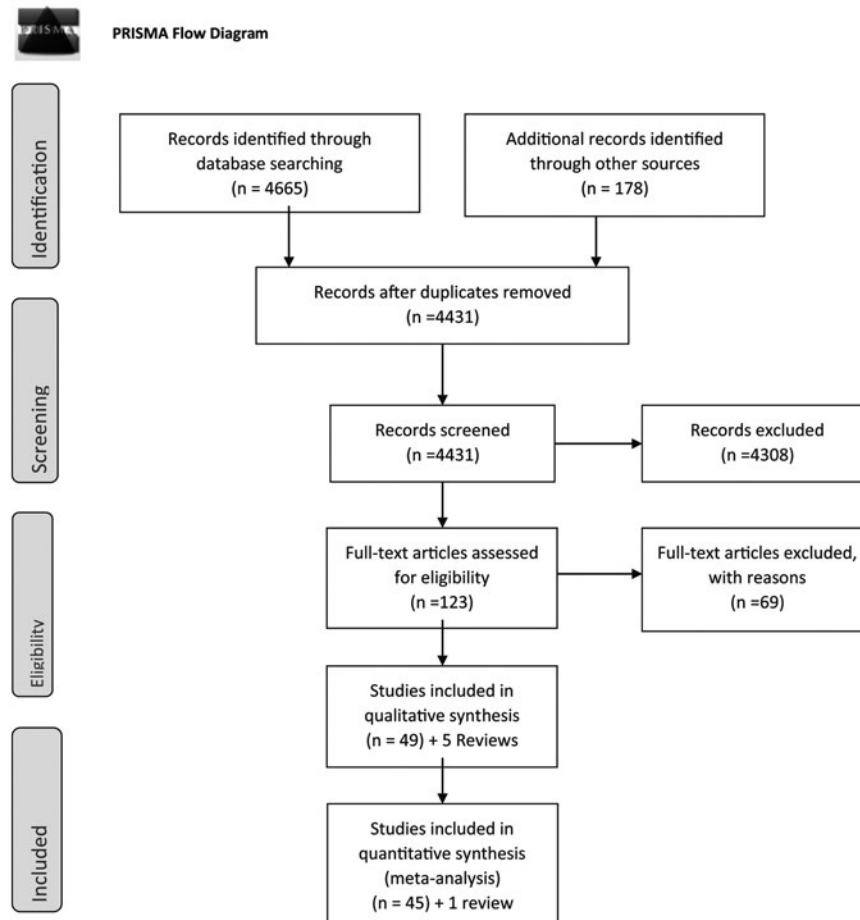 PRISMA
PRISMA Flow Diagram
Identification
Records identified through
database searching
(n = 4665)
Additional records identified
through other sources
(n = 178)
Records after duplicates removed
(n =4431)
Screening
Records screened
(n =4431)
Records excluded
(n =4308)
Eligibility
Full-text articles assessed
for eligibility
(n =123)
Full-text articles excluded,
with reasons
(n =69)
Studies included in
qualitative synthesis
(n = 49) + 5 Reviews
Included
Studies included in
quantitative synthesis
(meta-analysis)
(n = 45) + 1 review